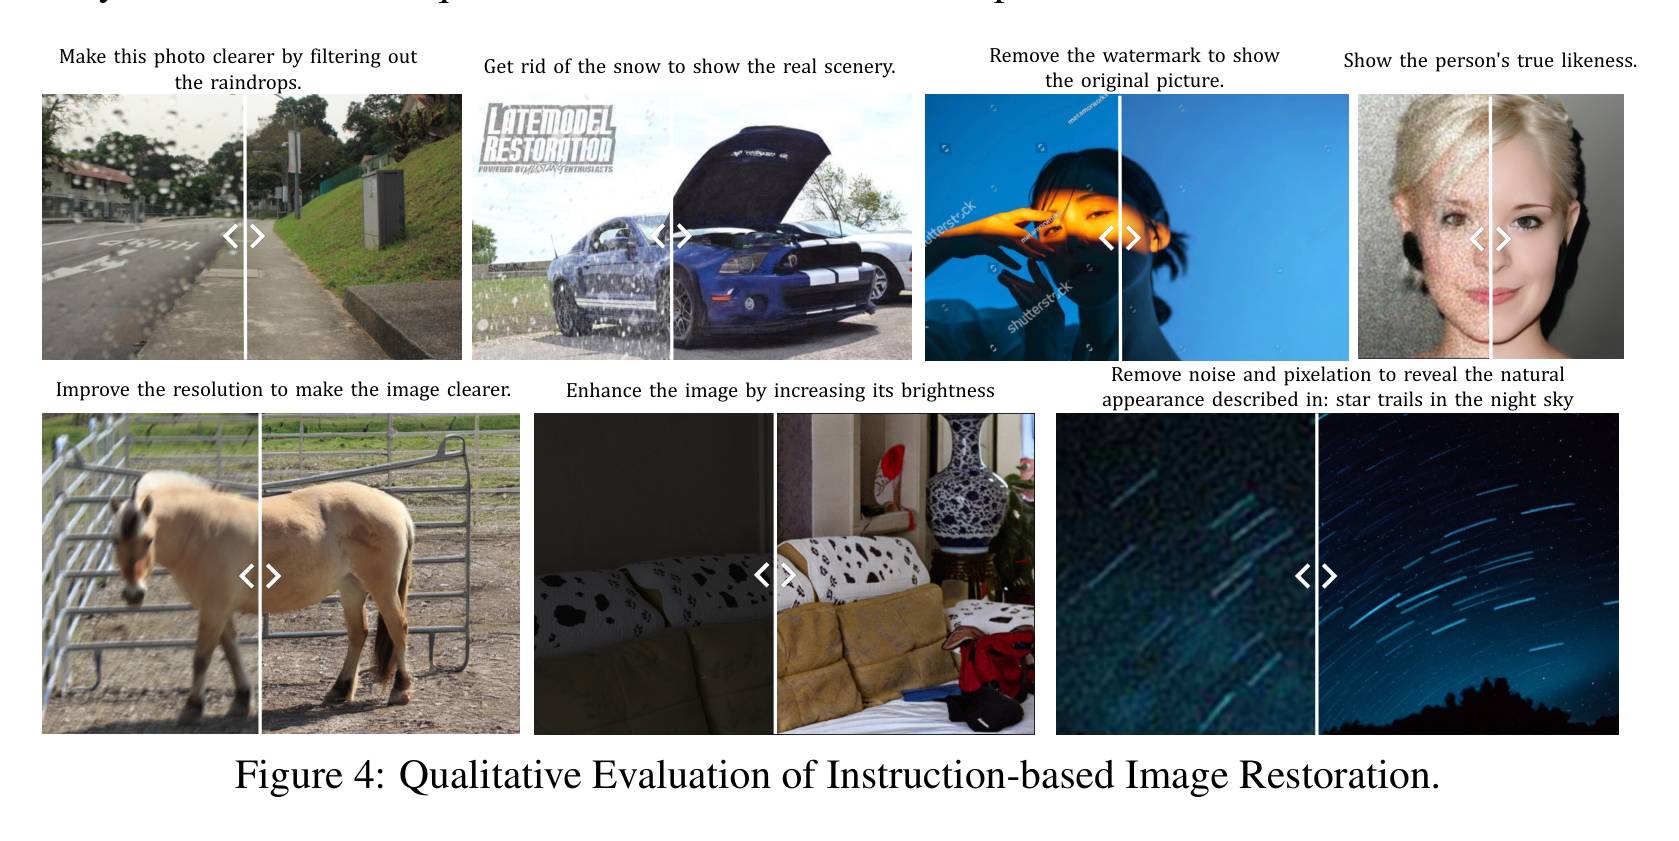 Make this photo clearer by filtering out
the raindrops.
Get rid of the snow to show the real scenery.
Remove the watermark to show
the original picture.
Show the person's true likeness.
LATEMODEL
RESTORATION
POWERED BY MUSTANG ENTHUSIASTS
shutterstock
Improve the resolution to make the image clearer.
Enhance the image by increasing its brightness
Remove noise and pixelation to reveal the natural
appearance described in: star trails in the night sky
Figure 4: Qualitative Evaluation of Instruction-based Image Restoration.